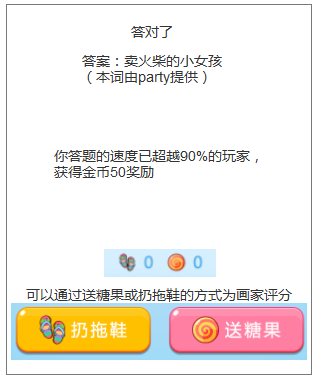 答对了
答案：卖火柴的小女孩
（本词由party提供）
你答题的速度已超越90%的玩家，
获得金币50奖励
0 0
可以通过送糖果或扔拖鞋的方式为画家评分
扔拖鞋 送糖果